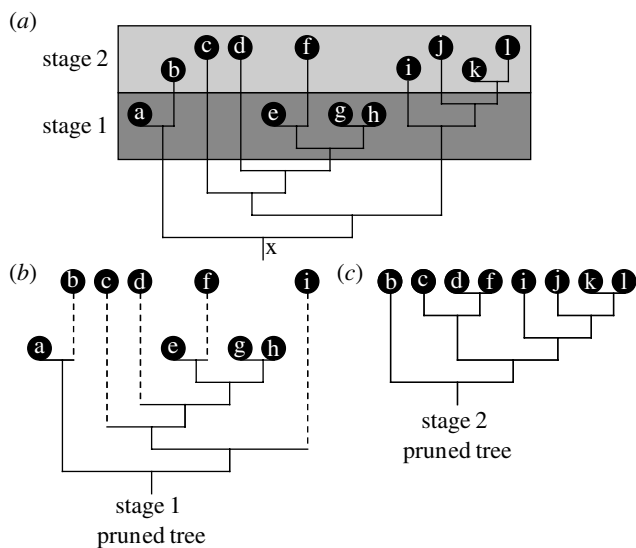 (a)
stage 2
stage 1
b c d f i j k l
a e g h
x
(b)
b c d f i
a e g h
stage 1
pruned tree
(c)
b c d f i j k l
stage 2
pruned tree